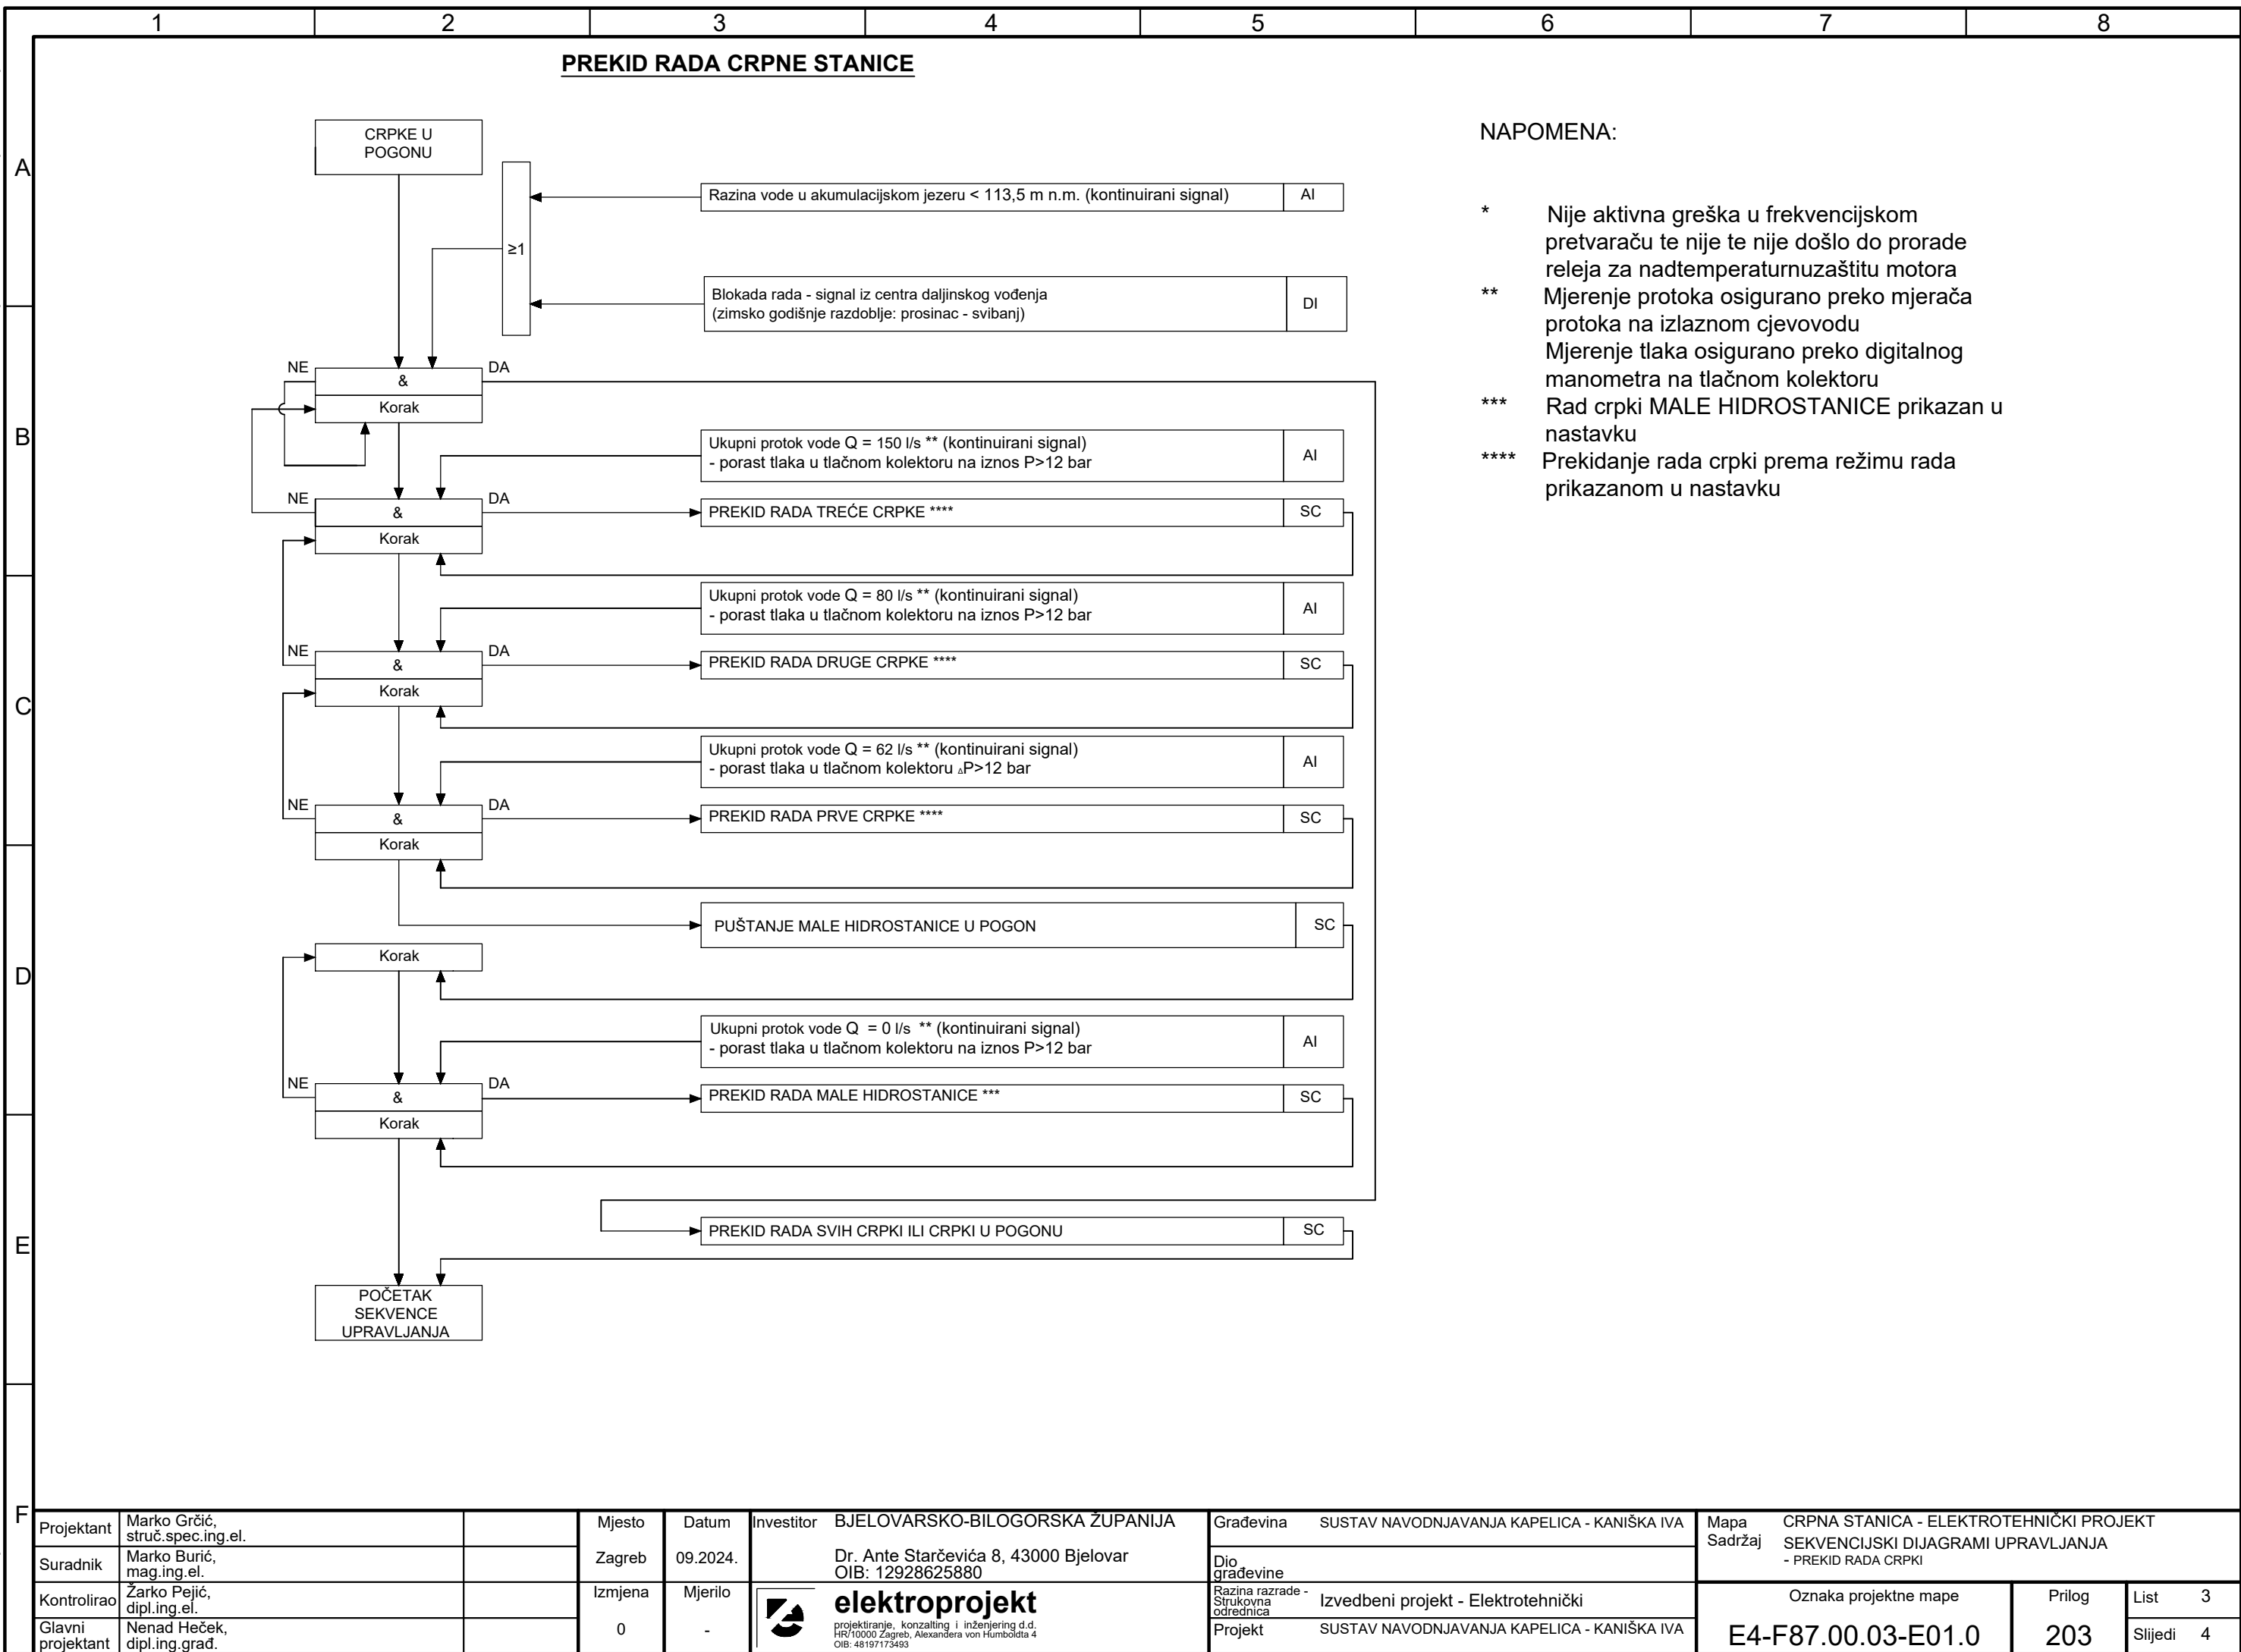 1 2 3 4 5 6 7 8
PREKID RADA CRPNE STANICE
A
B
C
D
E
F
CRPKE U
POGONU
≥1
Razina vode u akumulacijskom jezeru < 113,5 m n.m. (kontinuirani signal) AI
Blokada rada - signal iz centra daljinskog vođenja
(zimsko godišnje razdoblje: prosinac - svibanj)
DI
NE & DA
Korak
Ukupni protok vode Q = 150 l/s ** (kontinuirani signal)
- porast tlaka u tlačnom kolektoru na iznos P>12 bar
AI
NE & DA
PREKID RADA TREĆE CRPKE **** SC
Korak
Ukupni protok vode Q = 80 l/s ** (kontinuirani signal)
- porast tlaka u tlačnom kolektoru na iznos P>12 bar
AI
NE & DA
PREKID RADA DRUGE CRPKE **** SC
Korak
Ukupni protok vode Q = 62 l/s ** (kontinuirani signal)
- porast tlaka u tlačnom kolektoru ΔP>12 bar
AI
NE & DA
PREKID RADA PRVE CRPKE **** SC
Korak
PUŠTANJE MALE HIDROSTANICE U POGON SC
Korak
Ukupni protok vode Q = 0 l/s ** (kontinuirani signal)
- porast tlaka u tlačnom kolektoru na iznos P>12 bar
AI
NE & DA
PREKID RADA MALE HIDROSTANICE *** SC
Korak
PREKID RADA SVIH CRPKI ILI CRPKI U POGONU SC
POČETAK
SEKVENCE
UPRAVLJANJA
NAPOMENA:
* Nije aktivna greška u frekvencijskom
pretvaraču te nije te nije došlo do prorade
releja za nadtemperaturnuzaštitu motora
** Mjerenje protoka osigurano preko mjerača
protoka na izlaznom cjevovodu
Mjerenje tlaka osigurano preko digitalnog
manometra na tlačnom kolektoru
*** Rad crpki MALE HIDROSTANICE prikazan u
nastavku
**** Prekidanje rada crpki prema režimu rada
prikazanom u nastavku
Projektant Marko Grčić,
struč.spec.ing.el.
Suradnik Marko Burić,
mag.ing.el.
Kontrolirao Žarko Pejić,
dipl.ing.el.
Glavni
projektant
Nenad Heček,
dipl.ing.građ.
Mjesto
Zagreb
Datum
09.2024.
Izmjena
0
Mjerilo
-
Investitor BJELOVARSKO-BILOGORSKA ŽUPANIJA
Dr. Ante Starčevića 8, 43000 Bjelovar
OIB: 12928625880
elektroprojekt
projektiranje, konzalting i inženjering d.d.
HR/10000 Zagreb, Alexandera von Humboldta 4
OIB: 48197173493
Građevina SUSTAV NAVODNJAVANJA KAPELICA - KANIŠKA IVA
Dio
građevine
Razina razrade -
Strukovna
odrednica
Izvedbeni projekt - Elektrotehnički
Projekt SUSTAV NAVODNJAVANJA KAPELICA - KANIŠKA IVA
Mapa CRPNA STANICA - ELEKTROTEHNIČKI PROJEKT
Sadržaj SEKVENCIJSKI DIJAGRAMI UPRAVLJANJA
- PREKID RADA CRPKI
Oznaka projektne mape
E4-F87.00.03-E01.0
Prilog
203
List 3
Slijedi 4